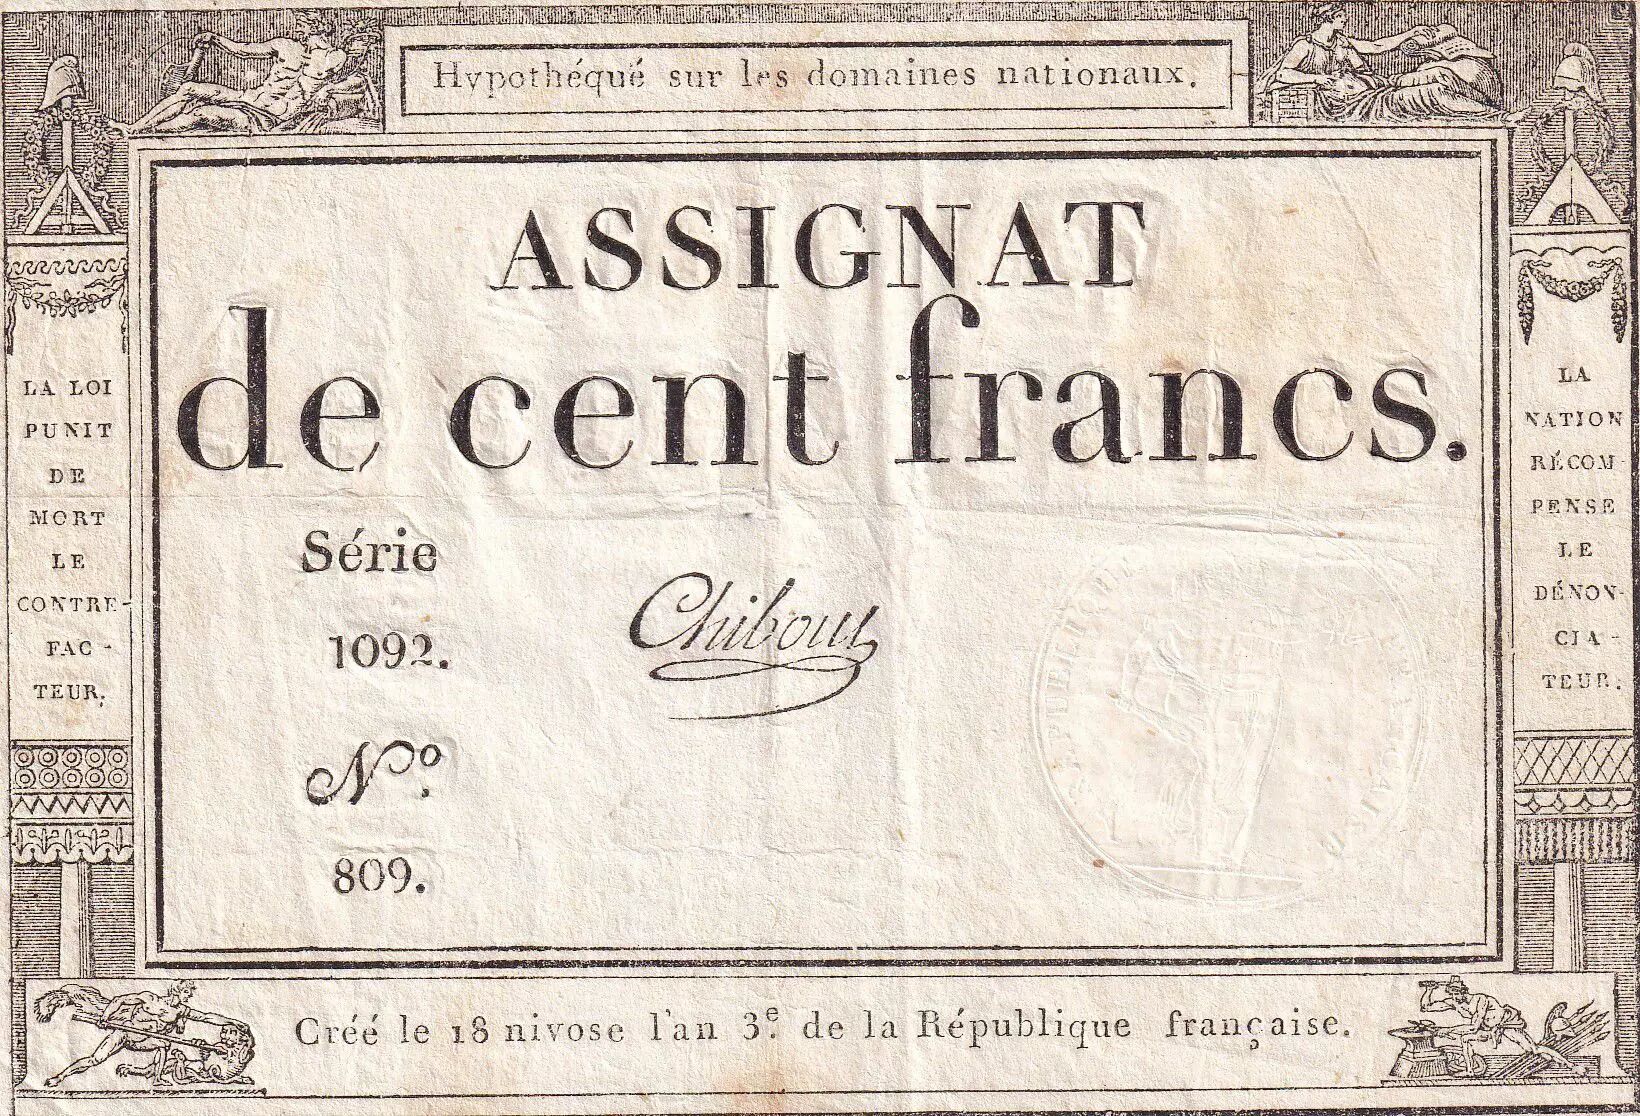 Hypothéqué sur les domaines nationaux.
ASSIGNAT
de cent francs.
LA LOI
PUNIT
DE
MORT
LE
CONTRE-
FAC-
TEUR.
Série
1092.
Nº.
809.
Chibout
LA
NATION
RÉCOM-
PENSE
LE
DÉNON-
CIA-
TEUR.
Créé le 18 nivose l'an 3e. de la République française.